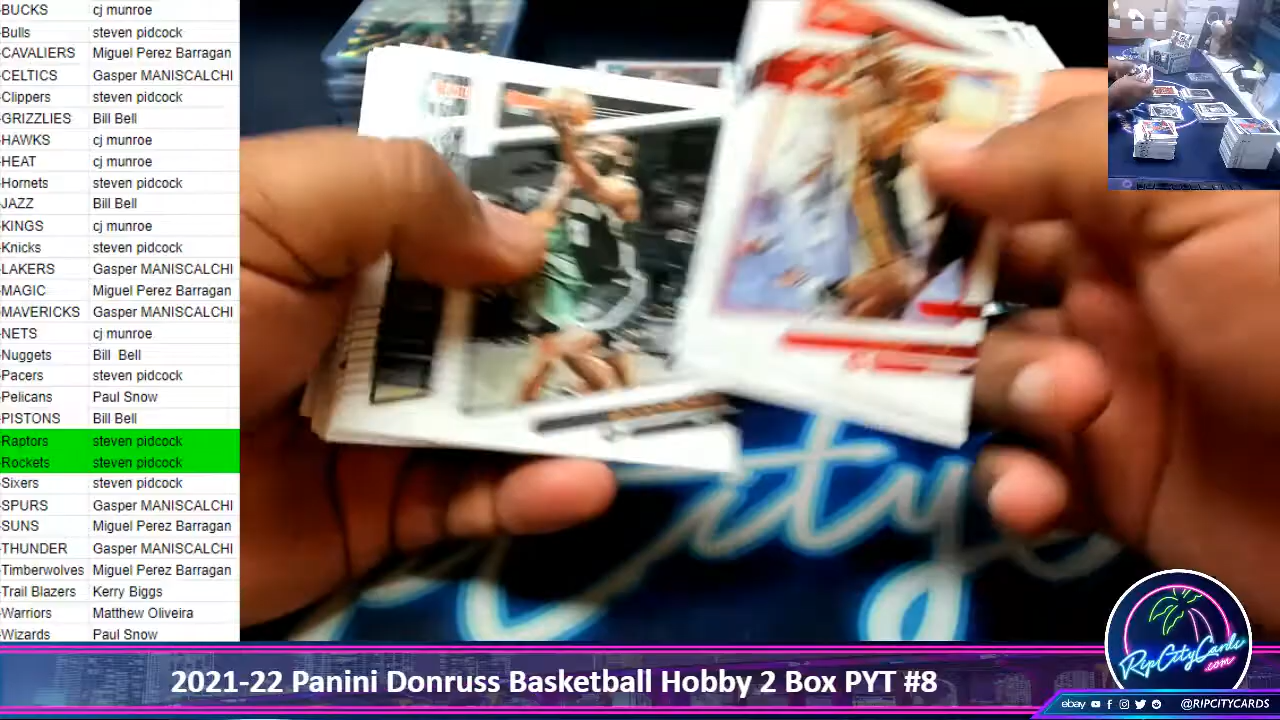 -BUCKS cj munroe
-Bulls steven pidcock
-CAVALIERS Miguel Perez Barragan
-CELTICS Gasper MANISCALCHI
-Clippers steven pidcock
-GRIZZLIES Bill Bell
-HAWKS cj munroe
-HEAT cj munroe
-Hornets steven pidcock
-JAZZ Bill Bell
-KINGS cj munroe
-Knicks steven pidcock
-LAKERS Gasper MANISCALCHI
-MAGIC Miguel Perez Barragan
-MAVERICKS Gasper MANISCALCHI
-NETS cj munroe
-Nuggets Bill Bell
-Pacers steven pidcock
-Pelicans Paul Snow
-PISTONS Bill Bell
-Raptors steven pidcock
-Rockets steven pidcock
-Sixers steven pidcock
-SPURS Gasper MANISCALCHI
-SUNS Miguel Perez Barragan
-THUNDER Gasper MANISCALCHI
-Timberwolves Miguel Perez Barragan
-Trail Blazers Kerry Biggs
-Warriors Matthew Oliveira
-Wizards Paul Snow
City
RipCityCards
.com
2021-22 Panini Donruss Basketball Hobby 2 Box PYT #8
ebay @RIPCITYCARDS